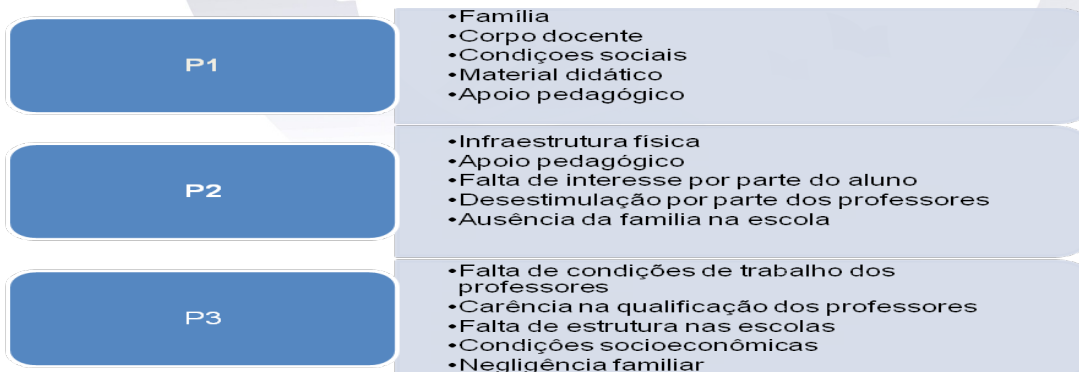 P1
•Família
•Corpo docente
•Condiçoes sociais
•Material didático
•Apoio pedagógico
P2
•Infraestrutura física
•Apoio pedagógico
•Falta de interesse por parte do aluno
•Desestimulação por parte dos professores
•Ausência da família na escola
P3
•Falta de condições de trabalho dos
professores
•Carência na qualificação dos professores
•Falta de estrutura nas escolas
•Condições socioeconômicas
•Negligência familiar